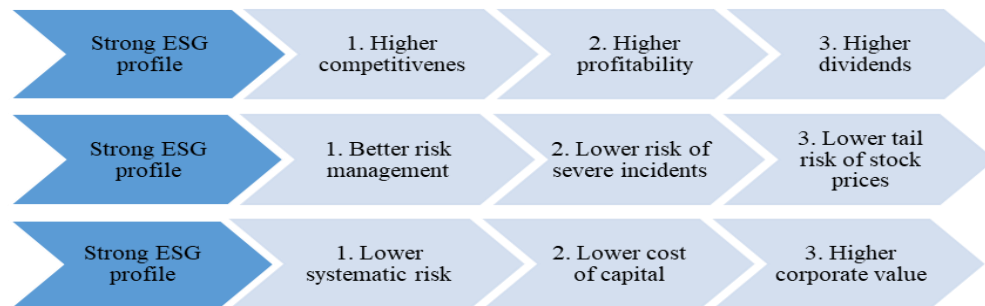 Strong ESG
profile
1. Higher
competitivenes
2. Higher
profitability
3. Higher
dividends
Strong ESG
profile
1. Better risk
management
2. Lower risk of
severe incidents
3. Lower tail
risk of stock
prices
Strong ESG
profile
1. Lower
systematic risk
2. Lower cost
of capital
3. Higher
corporate value